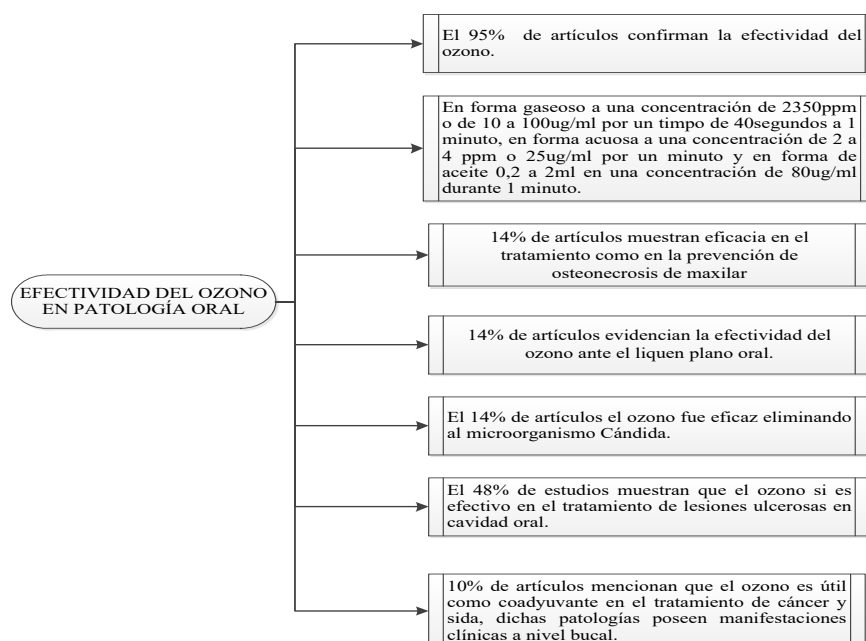 El 95% de artículos confirman la efectividad del
ozono.
En forma gaseoso a una concentración de 2350ppm
o de 10 a 100ug/ml por un timpo de 40segundos a 1
minuto, en forma acuosa a una concentración de 2 a
4 ppm o 25ug/ml por un minuto y en forma de
aceite 0,2 a 2ml en una concentración de 80ug/ml
durante 1 minuto.
14% de artículos muestran eficacia en el
tratamiento como en la prevención de
osteonecrosis de maxilar
EFECTIVIDAD DEL OZONO
EN PATOLOGÍA ORAL
14% de artículos evidencian la efectividad del
ozono ante el liquen plano oral.
El 14% de artículos el ozono fue eficaz eliminando
al microorganismo Cándida.
El 48% de estudios muestran que el ozono si es
efectivo en el tratamiento de lesiones ulcerosas en
cavidad oral.
10% de artículos mencionan que el ozono es útil
como coadyuvante en el tratamiento de cáncer y
sida, dichas patologías poseen manifestaciones
clínicas a nivel bucal.